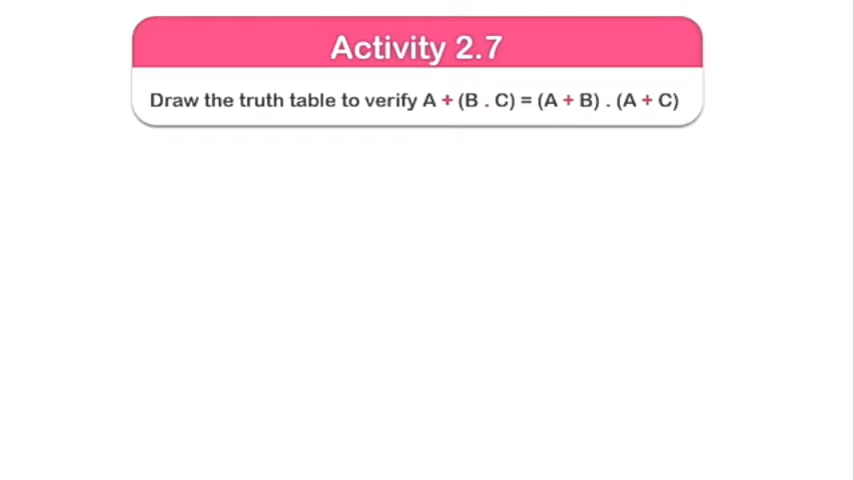 Activity 2.7
Draw the truth table to verify A + (B . C) = (A + B) . (A + C)